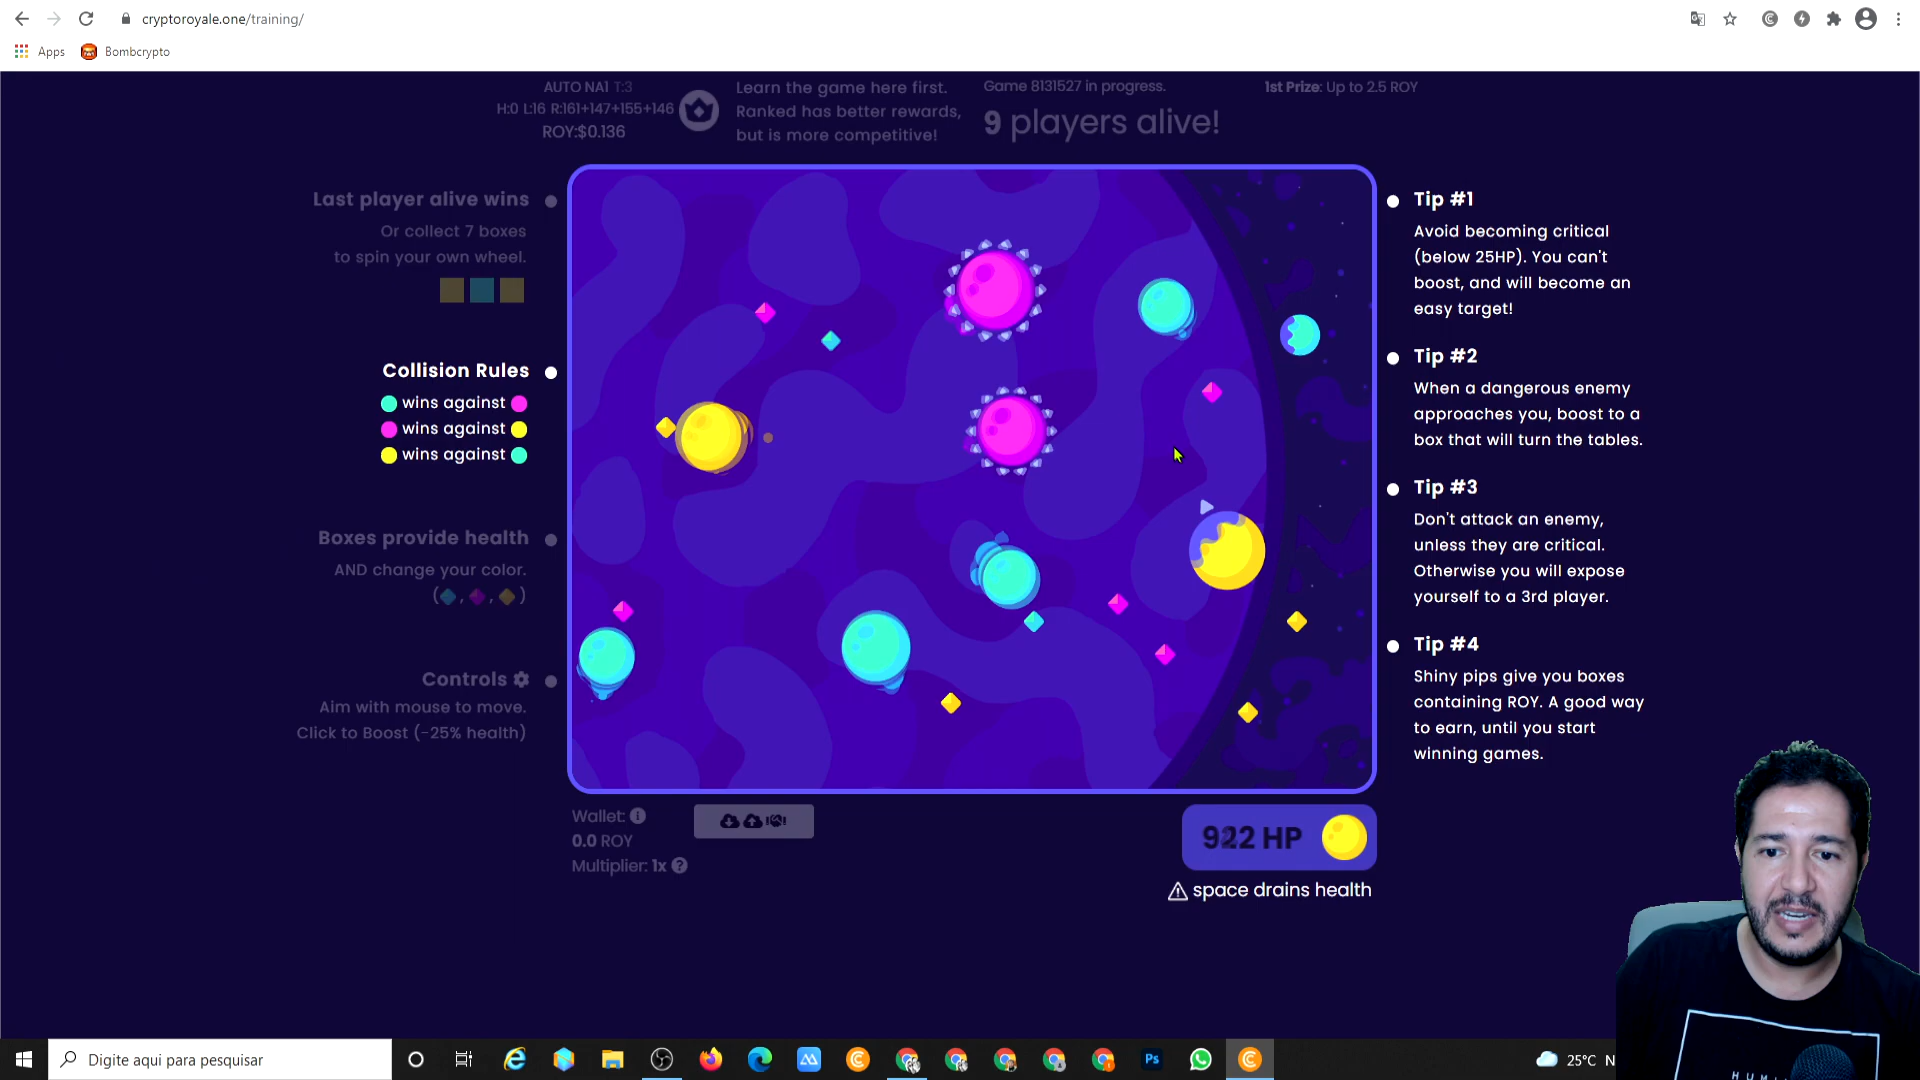 cryptoroyale.one/training/
Apps
Bombcrypto
AUTO NA1 T:3
H:0 L:16 R:161+147+155+146
ROY:$0.136
Learn the game here first.
Ranked has better rewards,
but is more competitive!
Game 8131527 in progress.
9 players alive!
1st Prize: Up to 2.5 ROY
Last player alive wins
Or collect 7 boxes
to spin your own wheel.
Collision Rules
wins against
wins against
wins against
Boxes provide health
AND change your color.
( , , )
Controls
Aim with mouse to move.
Click to Boost (-25% health)
Tip #1
Avoid becoming critical
(below 25HP). You can't
boost, and will become an
easy target!
Tip #2
When a dangerous enemy
approaches you, boost to a
box that will turn the tables.
Tip #3
Don't attack an enemy,
unless they are critical.
Otherwise you will expose
yourself to a 3rd player.
Tip #4
Shiny pips give you boxes
containing ROY. A good way
to earn, until you start
winning games.
Wallet:
0.0 ROY
Multiplier: 1x
HP
space drains health
Digite aqui para pesquisar
Ps
25°C N